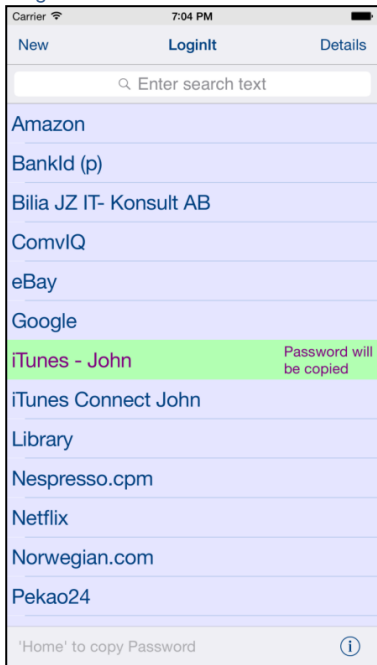 Carrier 7:04 PM
New LoginIt Details
Enter search text
Amazon
BankId (p)
Bilia JZ IT- Konsult AB
ComvIQ
eBay
Google
iTunes - John Password will
be copied
iTunes Connect John
Library
Nespresso.cpm
Netflix
Norwegian.com
Pekao24
'Home' to copy Password